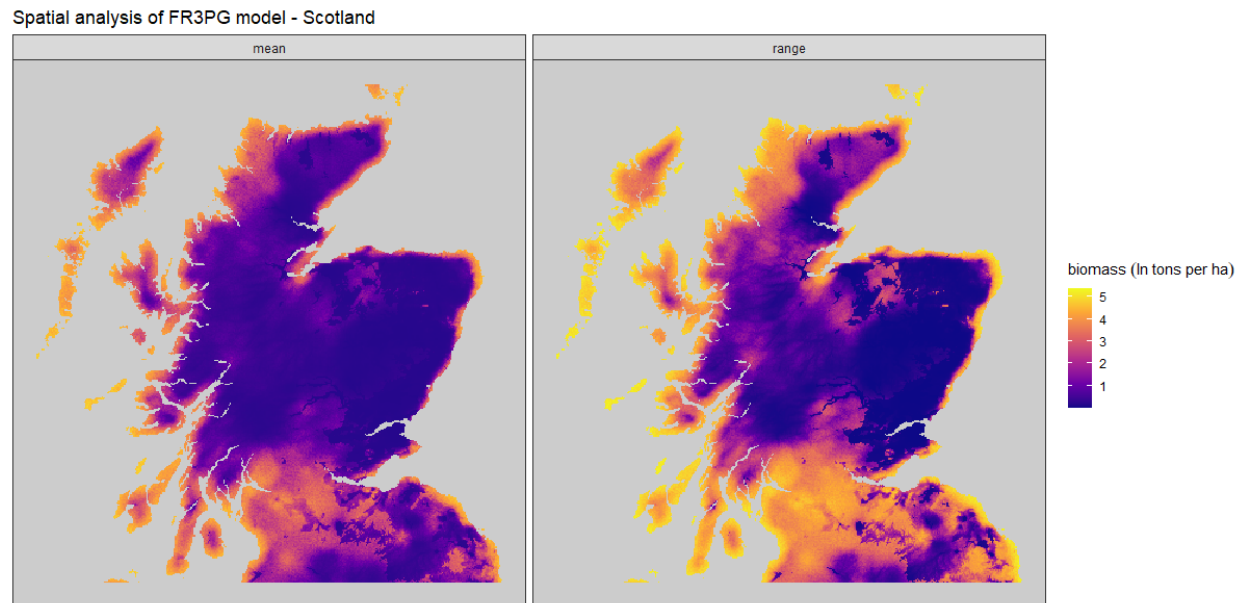 Spatial analysis of FR3PG model - Scotland
mean
range
biomass (ln tons per ha)
5
4
3
2
1